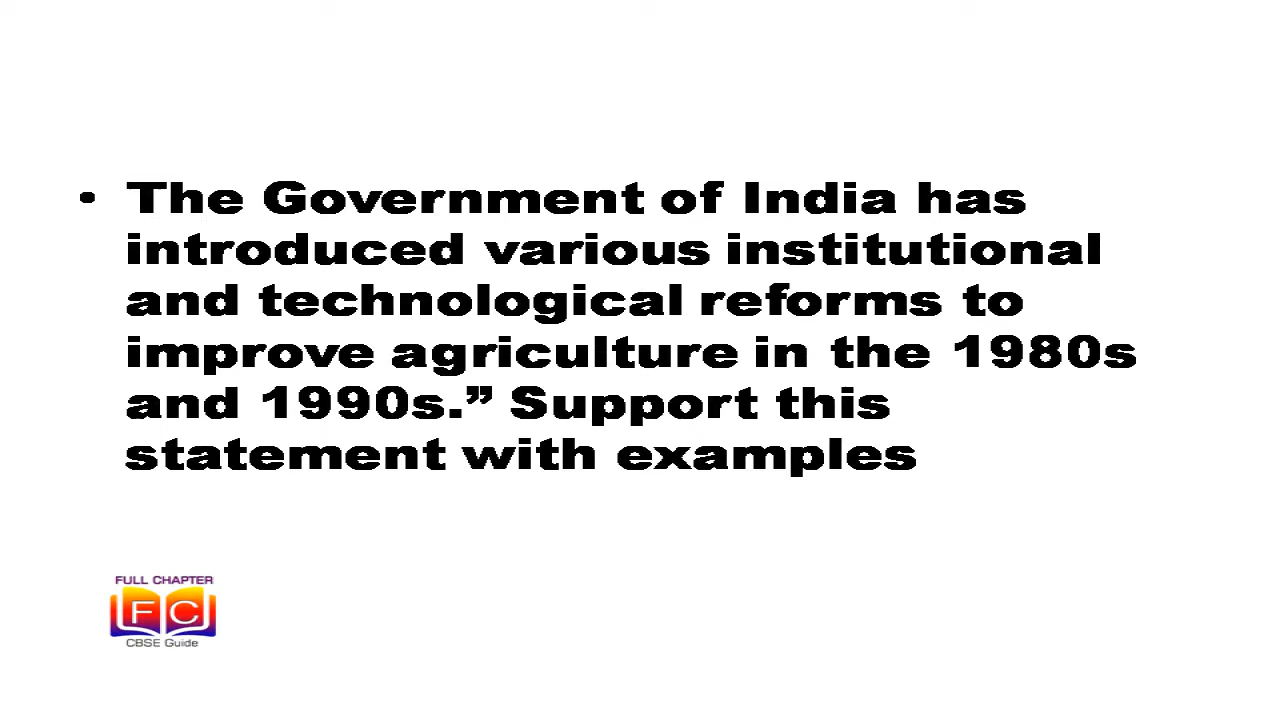 • The Government of India has
introduced various institutional
and technological reforms to
improve agriculture in the 1980s
and 1990s.” Support this
statement with examples
FULL CHAPTER
FC
CBSE Guide